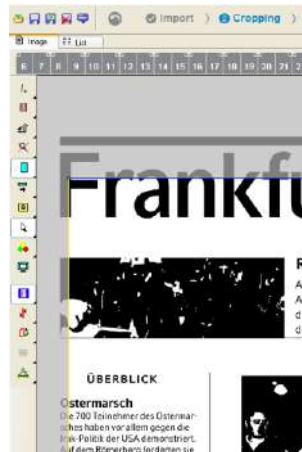 Import ) Cropping )
Image List
6 7 8 9 10 11 12 13 14 15 16 17 18 19 20 21
Frankfu
R
A
A
d
d
ÜBERBLICK
Ostermarsch
Die 700 Teilnehmer des Ostermar-
sches haben vor allem gegen die
Irak-Politik der USA demonstriert.
Auf dem Römerberg forderten sie